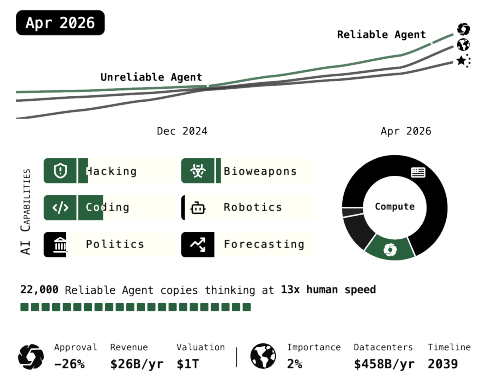 Apr 2026
Reliable Agent
Unreliable Agent
Dec 2024
Apr 2026
AI Capabilities
Hacking
Bioweapons
Coding
Robotics
Politics
Forecasting
Compute
22,000 Reliable Agent copies thinking at 13x human speed
Approval Revenue Valuation Importance Datacenters Timeline
−26% $26B/yr $1T 2% $458B/yr 2039